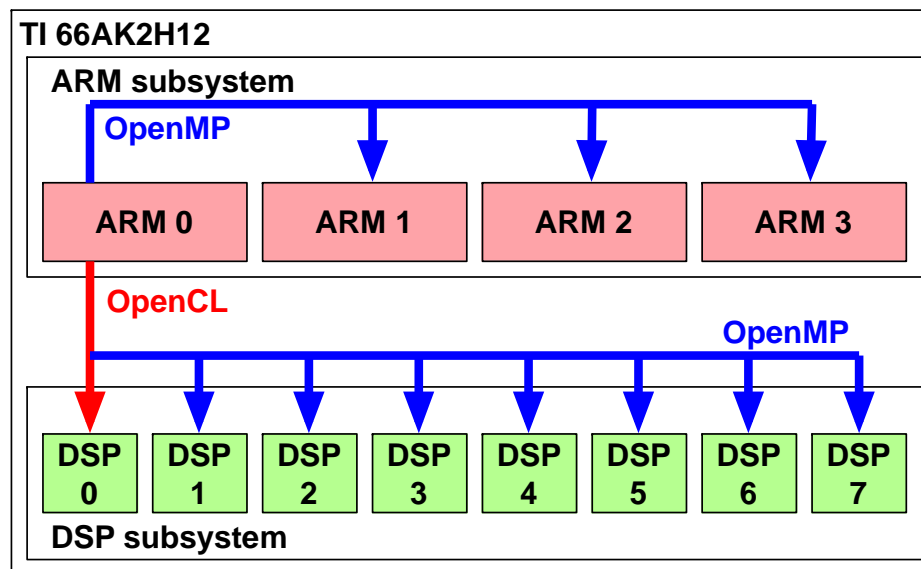 TI 66AK2H12
ARM subsystem
OpenMP
ARM 0
ARM 1
ARM 2
ARM 3
OpenCL
OpenMP
DSP
0
DSP
1
DSP
2
DSP
3
DSP
4
DSP
5
DSP
6
DSP
7
DSP subsystem